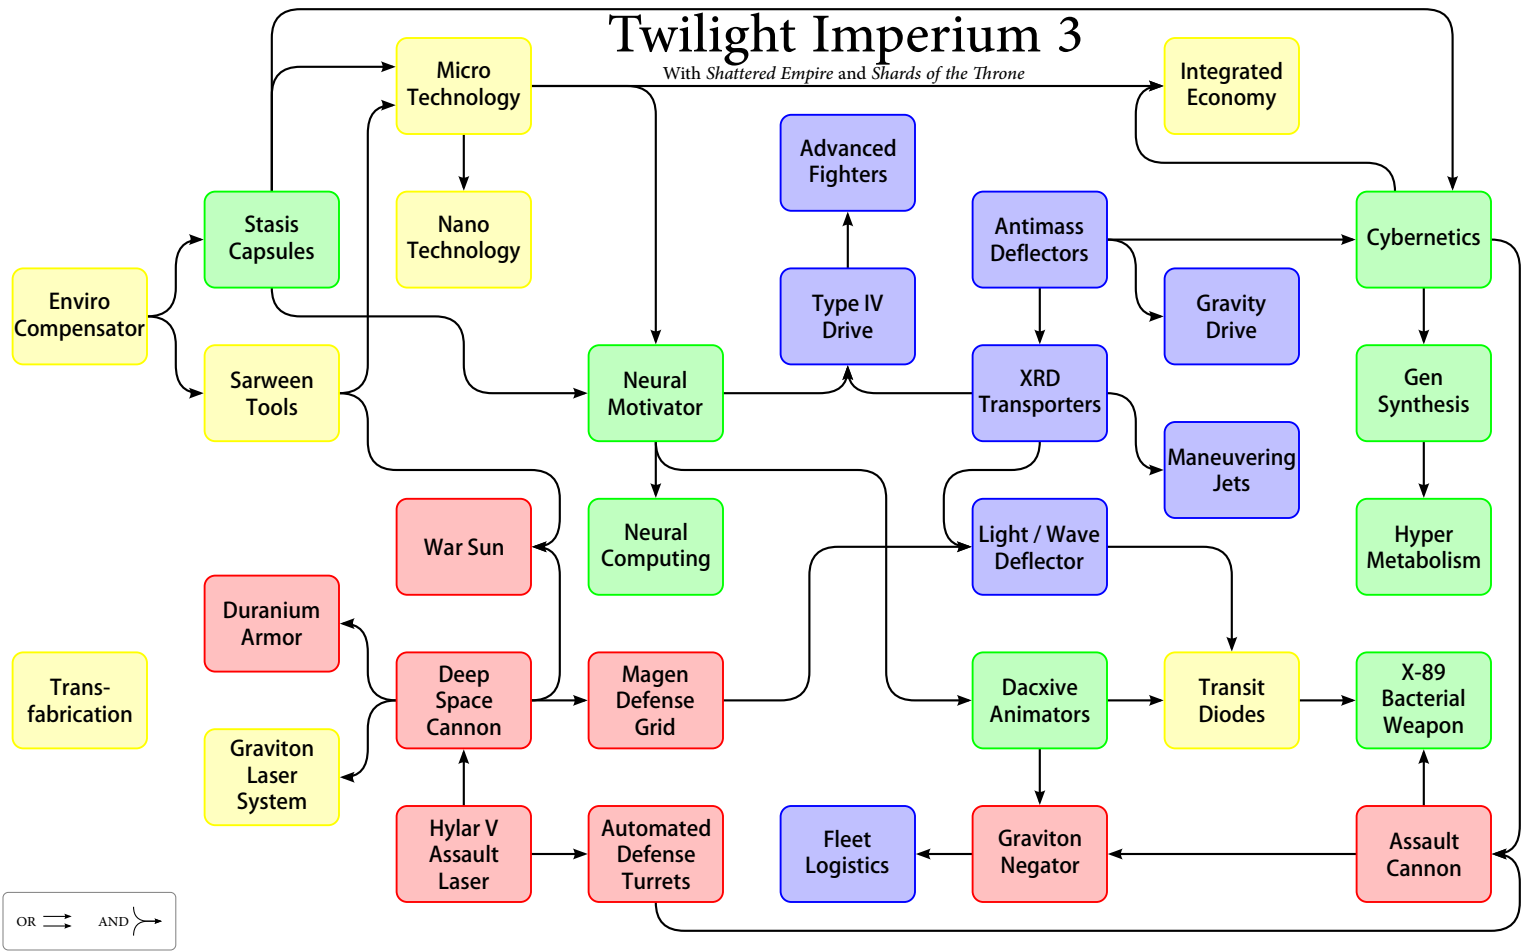 Twilight Imperium 3
With Shattered Empire and Shards of the Throne
Micro
Technology
Integrated
Economy
Advanced
Fighters
Stasis
Capsules
Nano
Technology
Antimass
Deflectors
Cybernetics
Enviro
Compensator
Type IV
Drive
Gravity
Drive
Sarween
Tools
Neural
Motivator
XRD
Transporters
Gen
Synthesis
Maneuvering
Jets
War Sun
Neural
Computing
Light / Wave
Deflector
Hyper
Metabolism
Duranium
Armor
Trans-
fabrication
Deep
Space
Cannon
Magen
Defense
Grid
Dacxive
Animators
Transit
Diodes
X-89
Bacterial
Weapon
Graviton
Laser
System
Hylar V
Assault
Laser
Automated
Defense
Turrets
Fleet
Logistics
Graviton
Negator
Assault
Cannon
OR AND